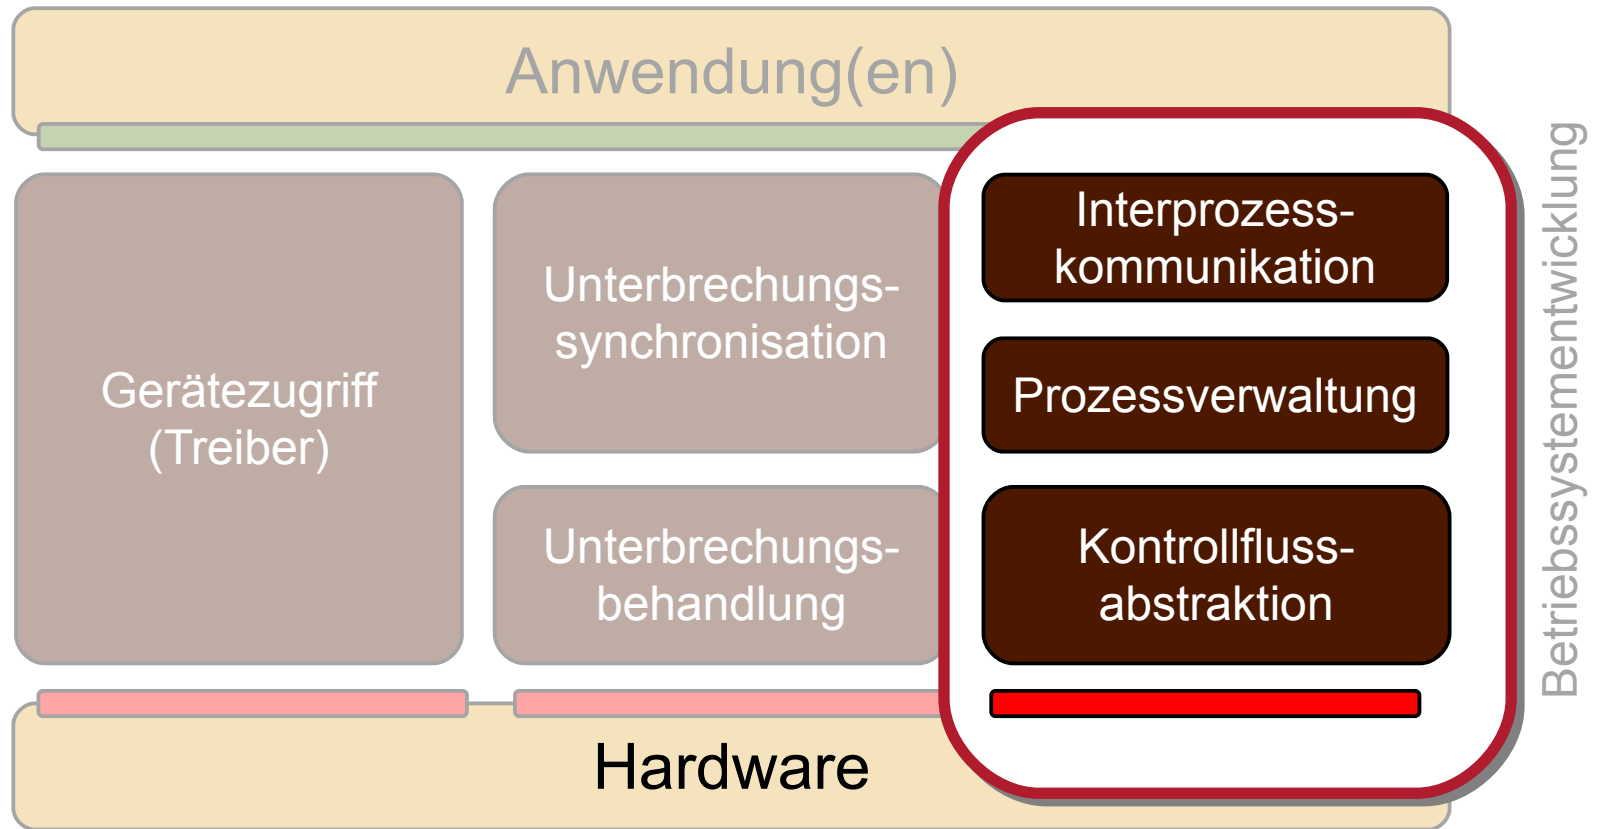 Anwendung(en)
Gerätezugriff
(Treiber)
Unterbrechungs-
synchronisation
Unterbrechungs-
behandlung
Interprozess-
kommunikation
Prozessverwaltung
Kontrollfluss-
abstraktion
Hardware
Betriebssystementwicklung